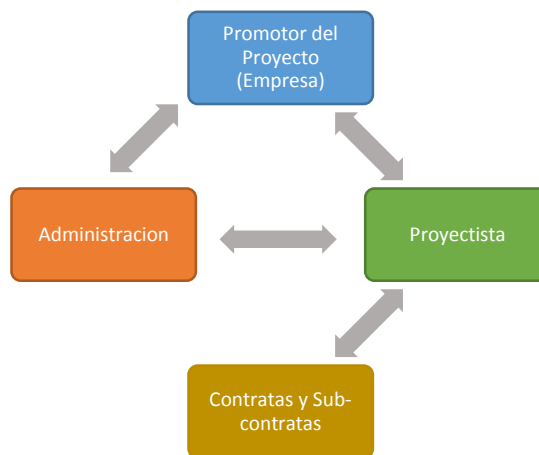 Promotor del
Proyecto
(Empresa)
Administracion
Proyectista
Contratas y Sub-
contratas